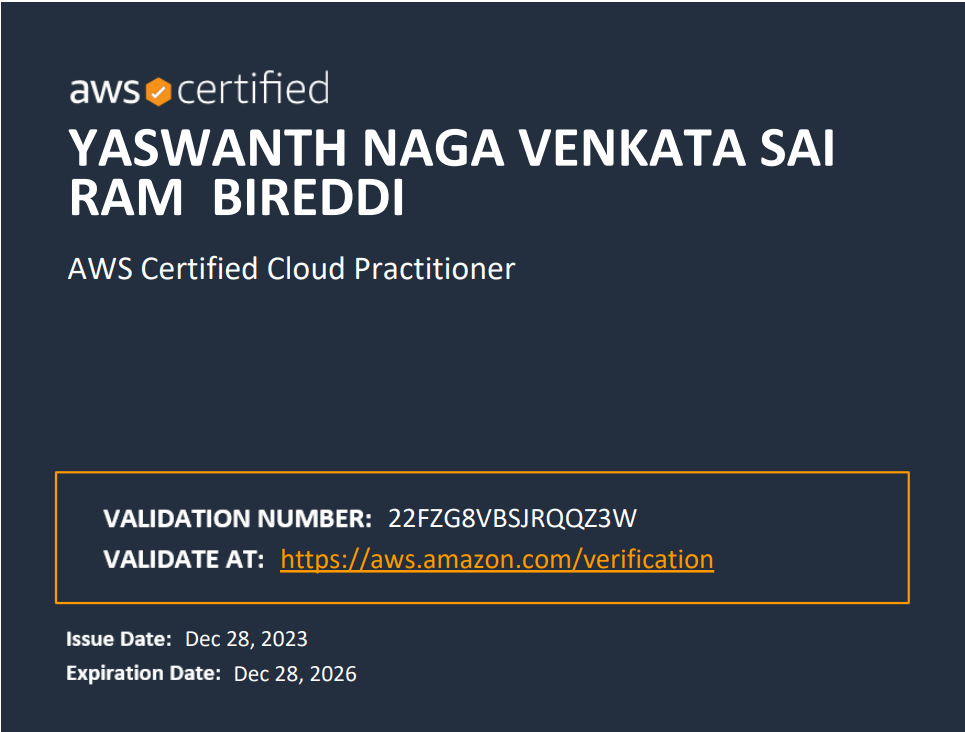 aws certified
YASWANTH NAGA VENKATA SAI
RAM  BIREDDI
AWS Certified Cloud Practitioner
VALIDATION NUMBER: 22FZG8VBSJRQQZ3W
VALIDATE AT: https://aws.amazon.com/verification
Issue Date: Dec 28, 2023
Expiration Date: Dec 28, 2026